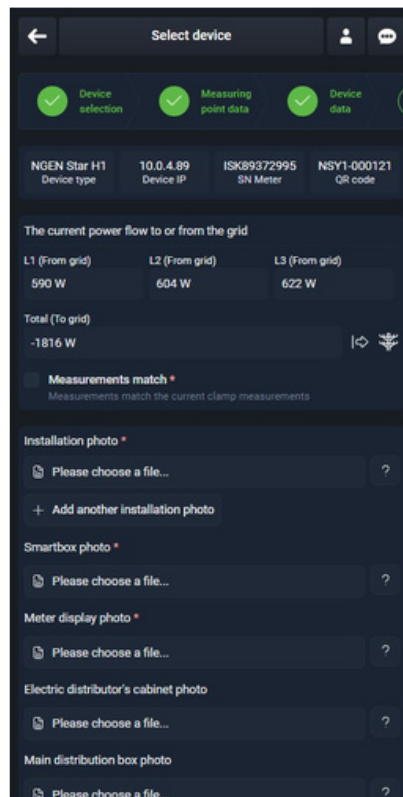 Select device
Device selection
Measuring point data
Device data
NGEN Star H1
Device type
10.0.4.89
Device IP
ISK89372995
SN Meter
NSY1-000121
QR code
The current power flow to or from the grid
L1 (From grid)
L2 (From grid)
L3 (From grid)
590 W
604 W
622 W
Total (To grid)
-1816 W
Measurements match *
Measurements match the current clamp measurements
Installation photo *
Please choose a file...
?
+ Add another installation photo
Smartbox photo *
Please choose a file...
?
Meter display photo *
Please choose a file...
?
Electric distributor's cabinet photo
Please choose a file...
?
Main distribution box photo
Please choose a file...
?